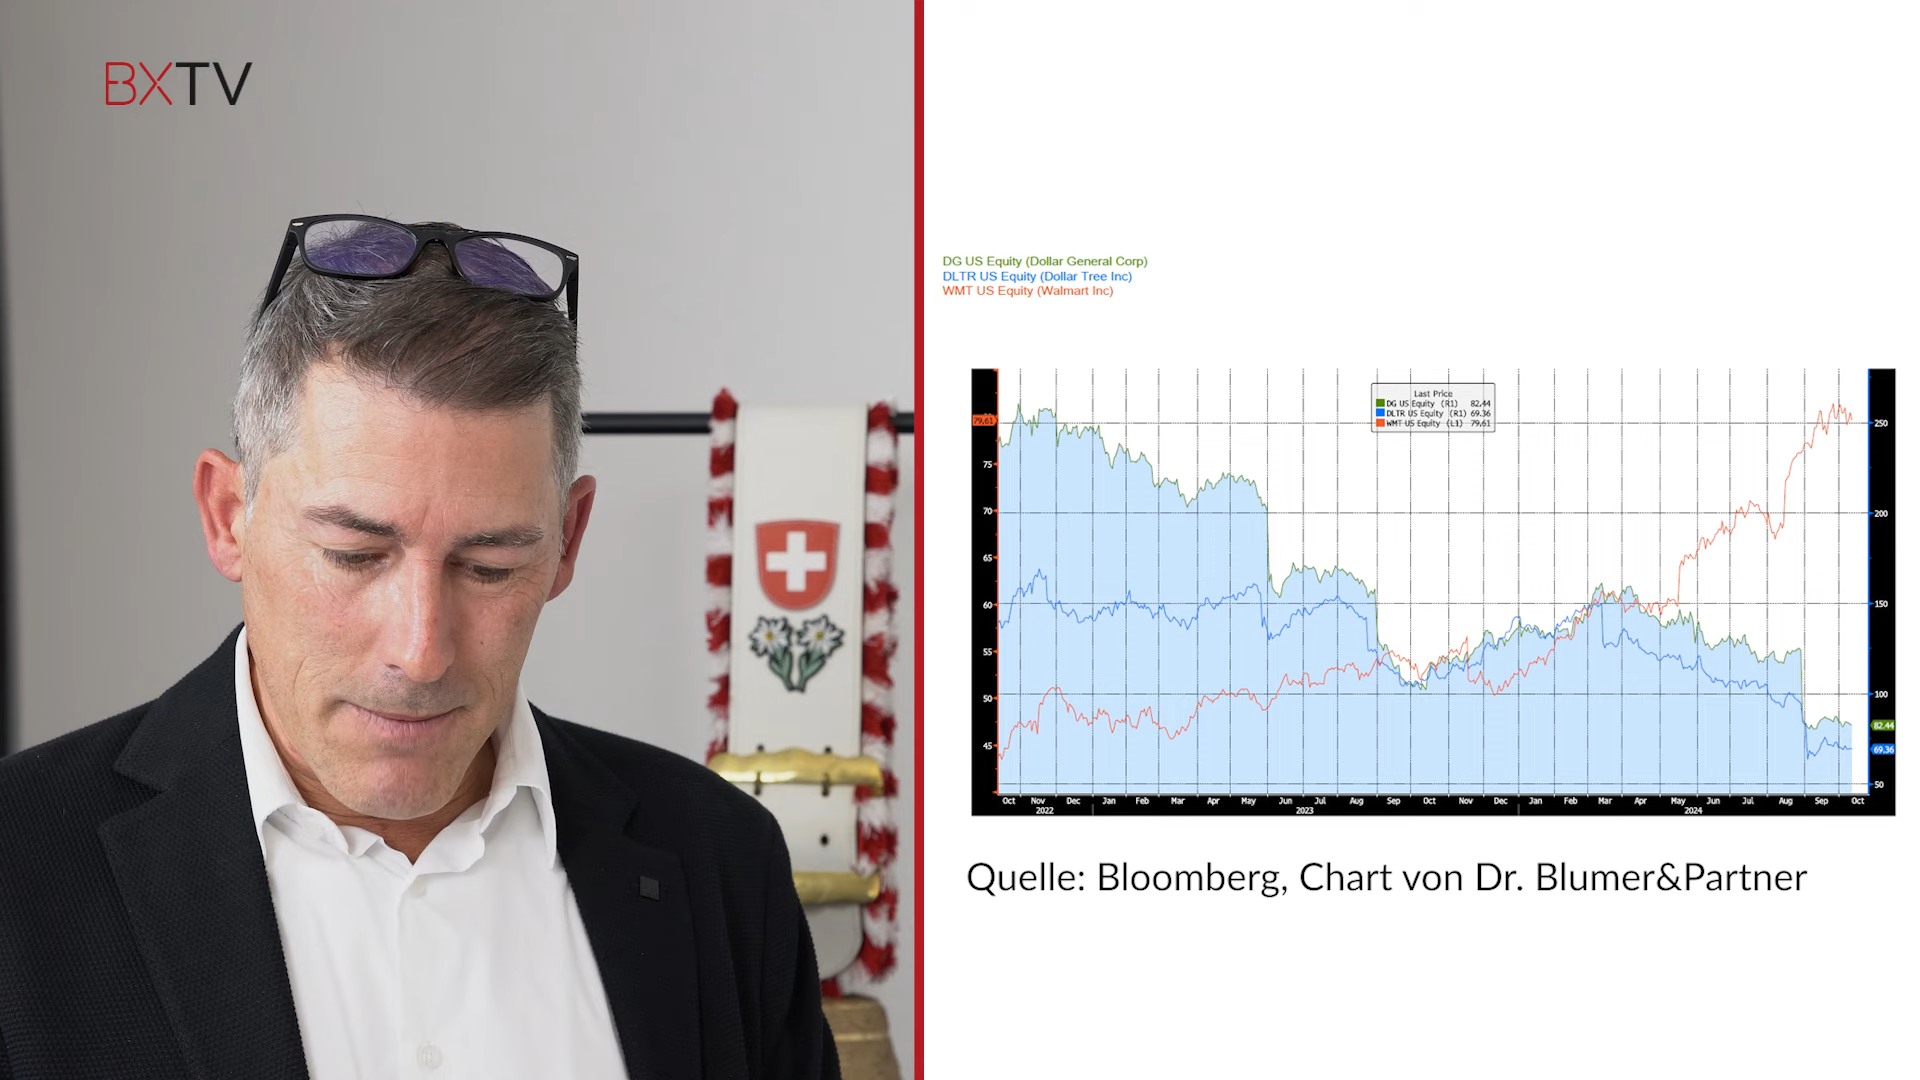 BXTV
DG US Equity (Dollar General Corp)
DLTR US Equity (Dollar Tree Inc)
WMT US Equity (Walmart Inc)
Last Price
DG US Equity (R1) 82.44
DLTR US Equity (R1) 69.36
WMT US Equity (L1) 79.61
79.61
75
70
65
60
55
50
45
250
200
150
100
82.44
69.36
50
Oct Nov Dec Jan Feb Mar Apr May Jun Jul Aug Sep Oct Nov Dec Jan Feb Mar Apr May Jun Jul Aug Sep Oct
2022 2023 2024
Quelle: Bloomberg, Chart von Dr. Blumer&Partner